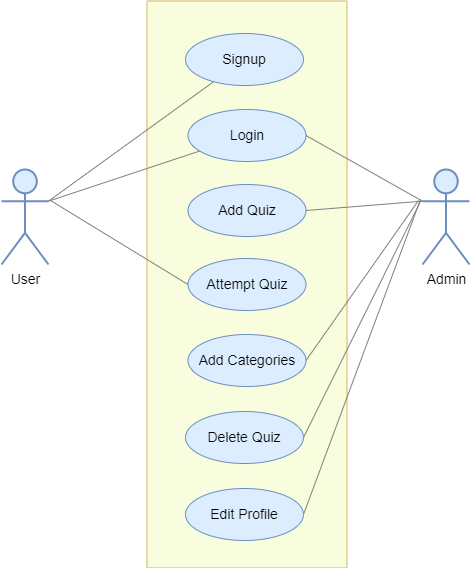 Signup
Login
Add Quiz
User
Admin
Attempt Quiz
Add Categories
Delete Quiz
Edit Profile